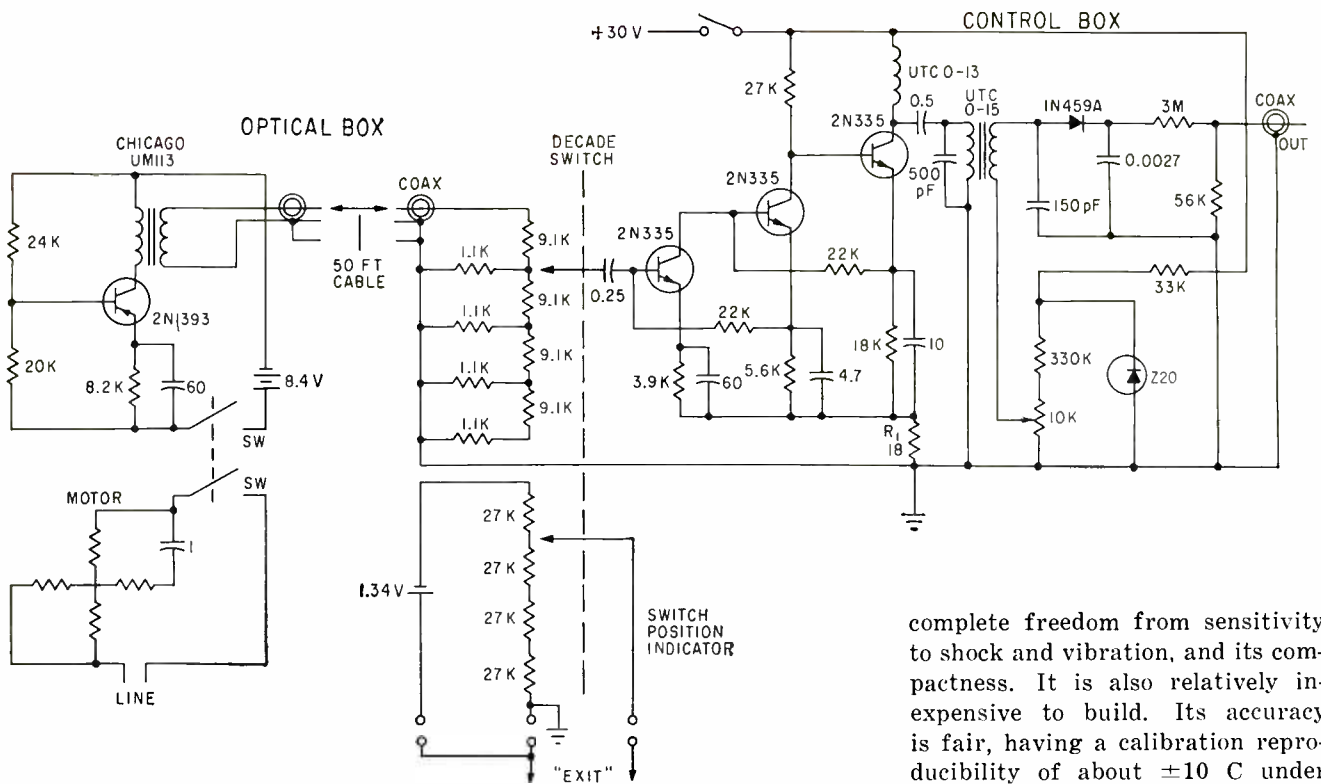 CONTROL BOX
+30 V
UTC O-13
27K
0.5
UTC
O-15
1N459A
3M
COAX
OUT
2N335
500
pF
0.0027
150 pF
56K
OPTICAL BOX
CHICAGO
UM113
DECADE
SWITCH
COAX
2N335
2N335
24K
9.1K
1.1K
50 FT
CABLE
0.25
22K
33K
9.1K
2N1393
1.1K
22K
9.1K
18K
10
330K
Z20
20K
8.2K
60
8.4 V
1.1K
9.1K
3.9K
60
5.6K
4.7
10K
1.1K
R1
18
SW
SW
MOTOR
1
27K
27K
1.34 V
27K
27K
SWITCH
POSITION
INDICATOR
LINE
"EXIT"
complete freedom from sensitivity
to shock and vibration, and its com-
pactness. It is also relatively in-
expensive to build. Its accuracy
is fair, having a calibration repro-
ducibility of about ±10 C under